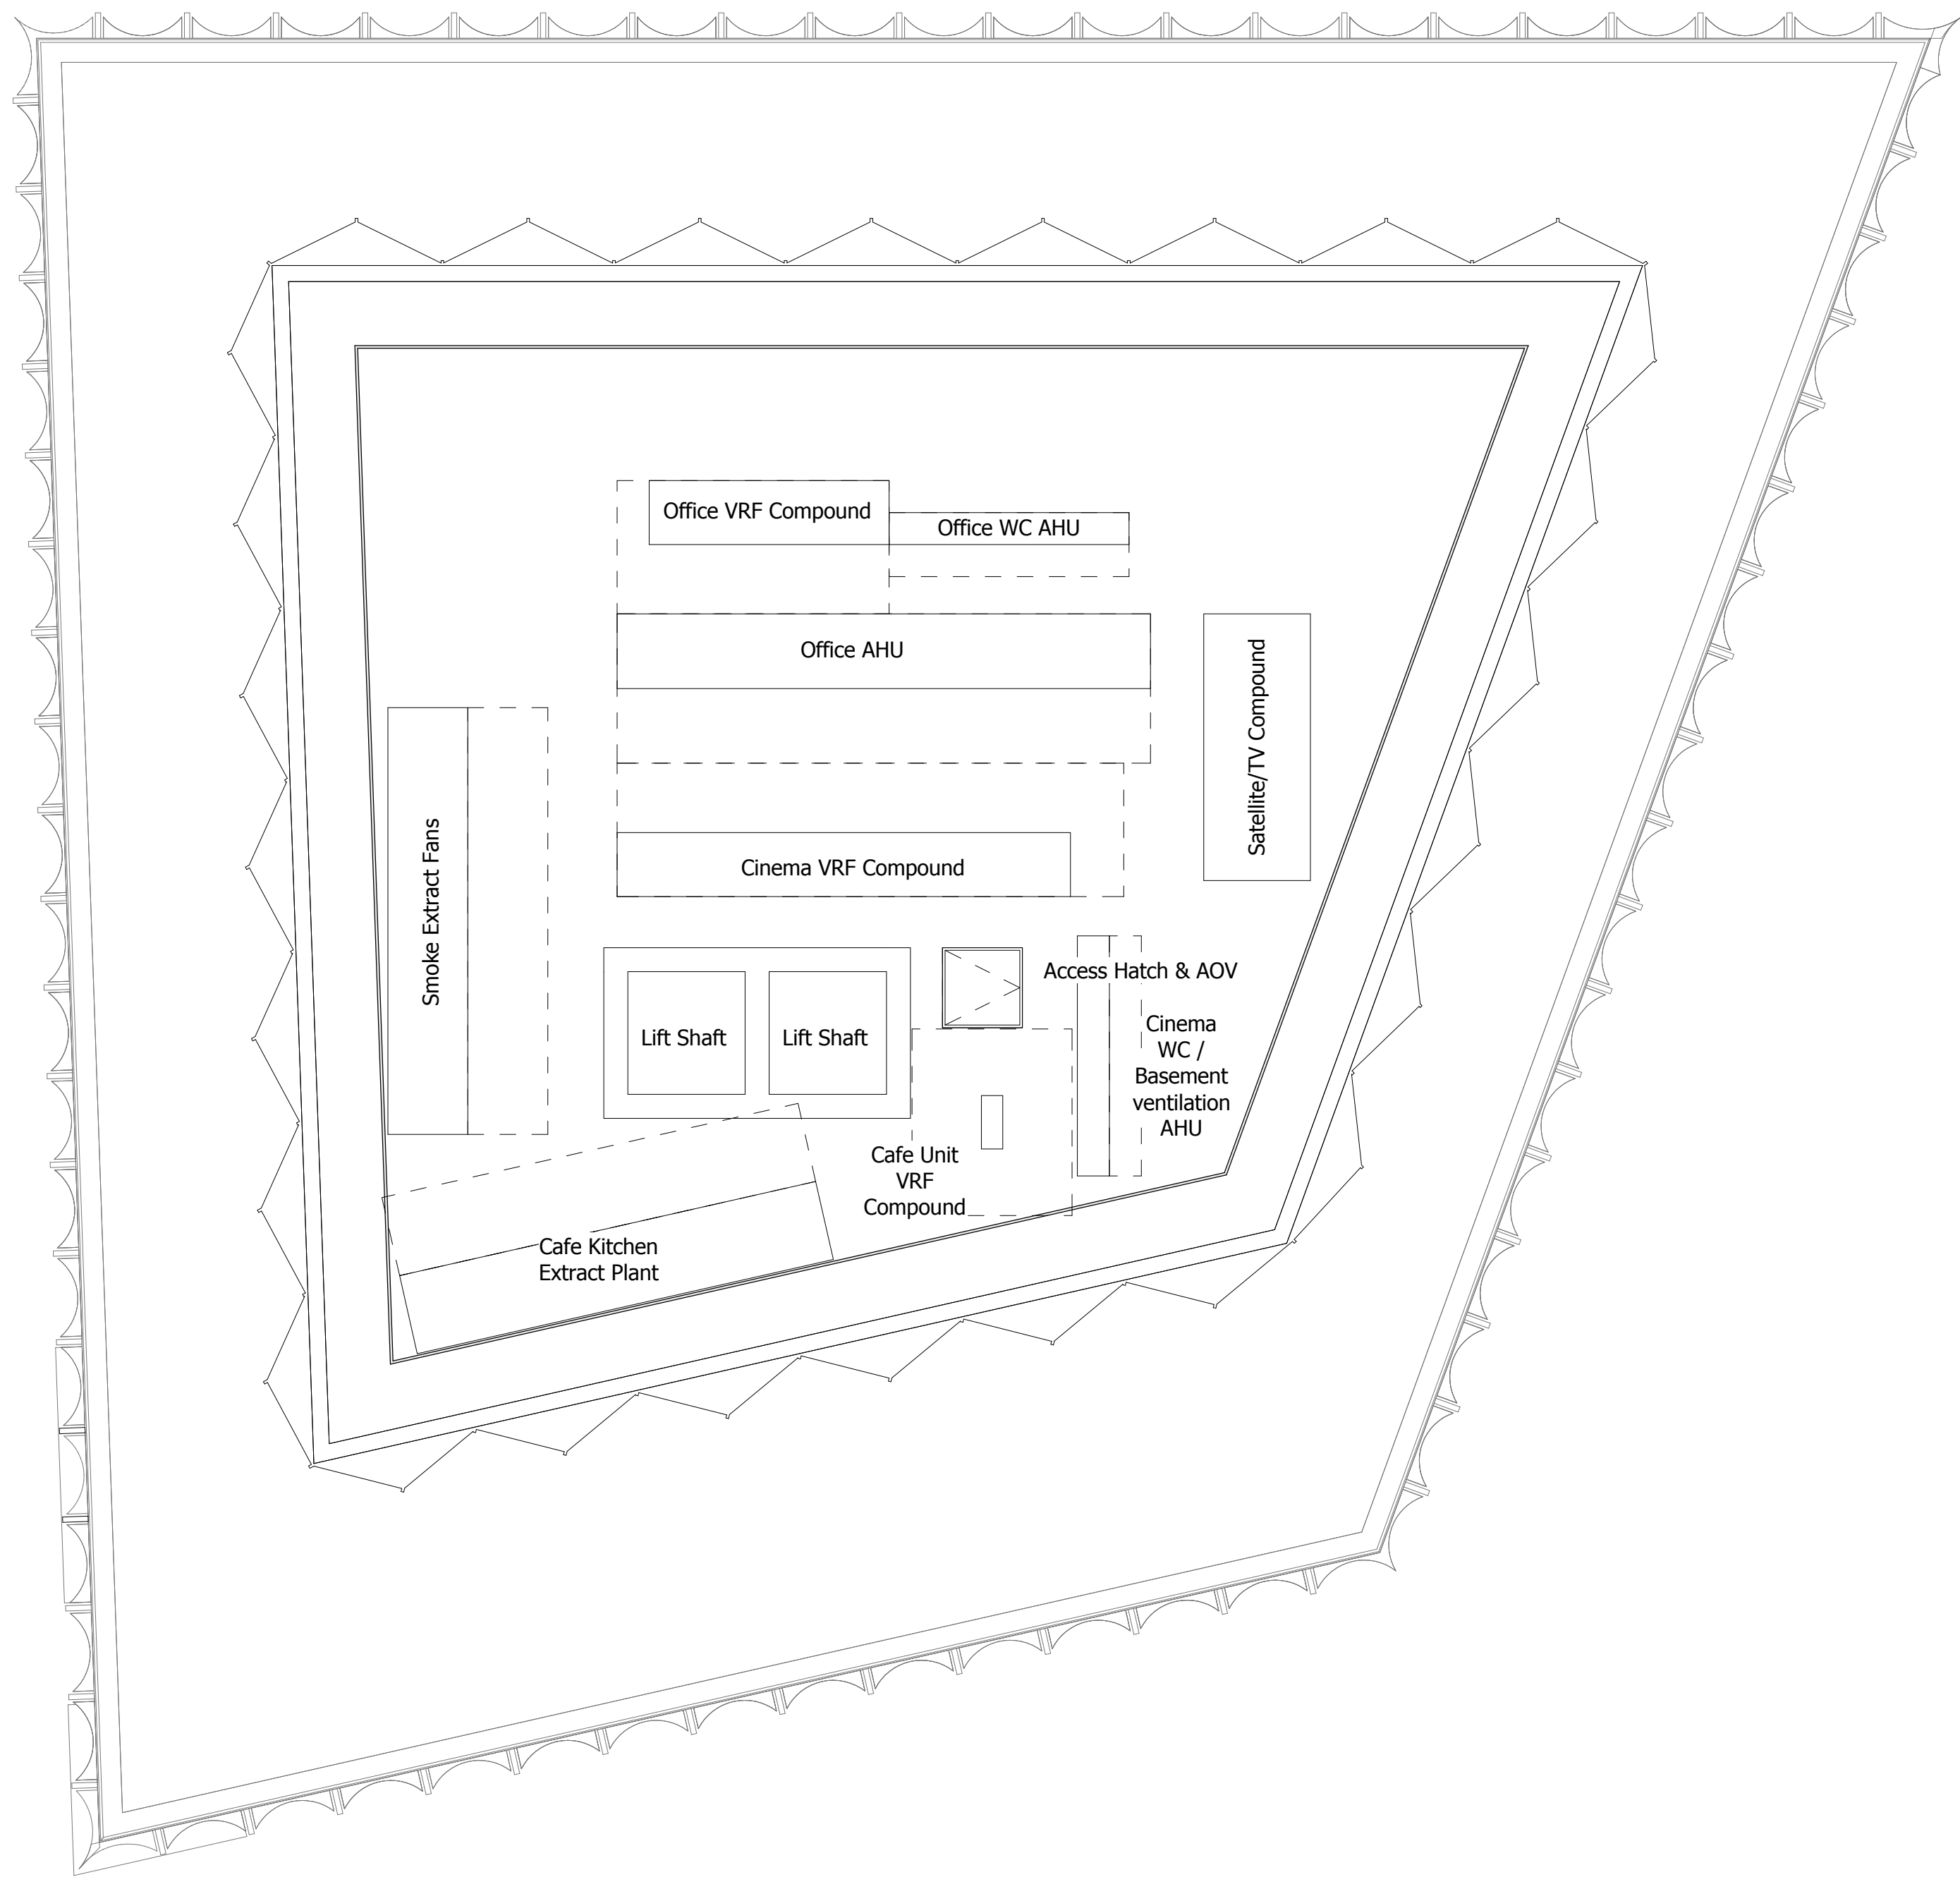 Office VRF Compound
Office WC AHU
Office AHU
Satellite/TV Compound
Smoke Extract Fans
Cinema VRF Compound
Access Hatch & AOV
Lift Shaft
Lift Shaft
Cinema
WC /
Basement
ventilation
AHU
Cafe Unit
VRF
Compound
Cafe Kitchen
Extract Plant